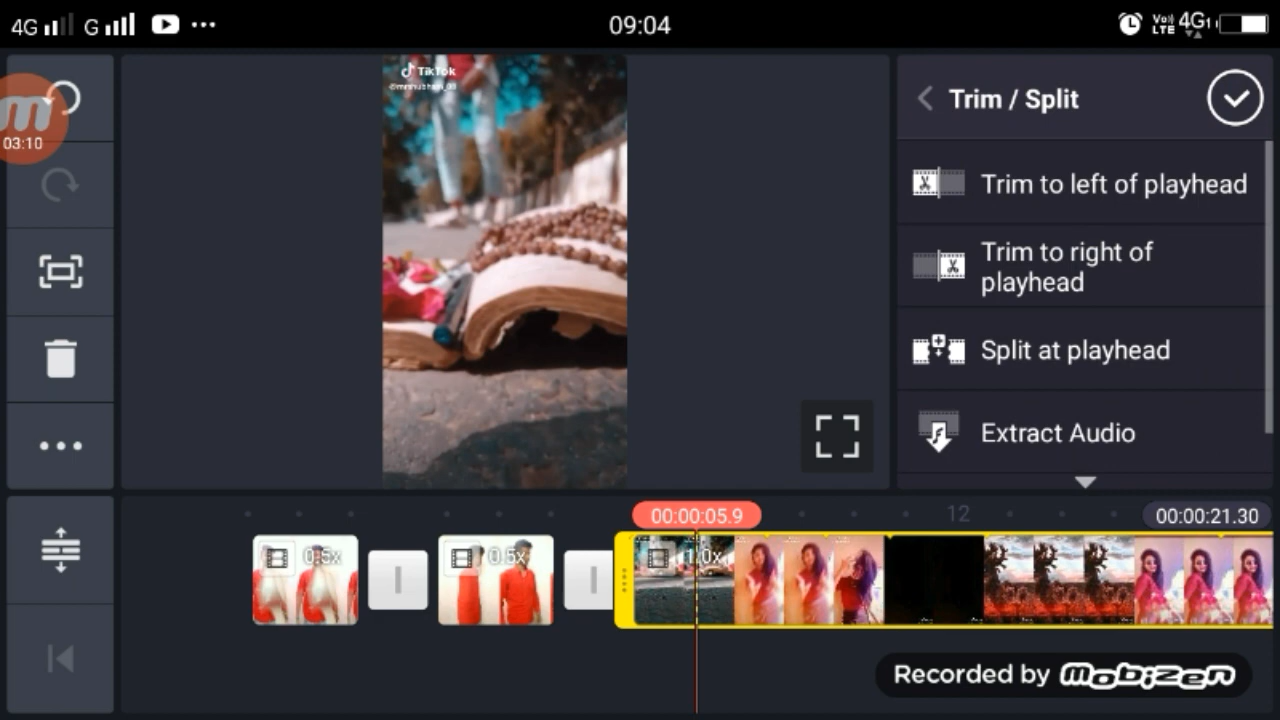 4G G 09:04 Vo)) LTE 4G
03:10
TikTok
Trim / Split
Trim to left of playhead
Trim to right of
playhead
Split at playhead
Extract Audio
00:00:05.9 12 00:00:21.30
0.5x 0.5x 1.0x
Recorded by mobizen